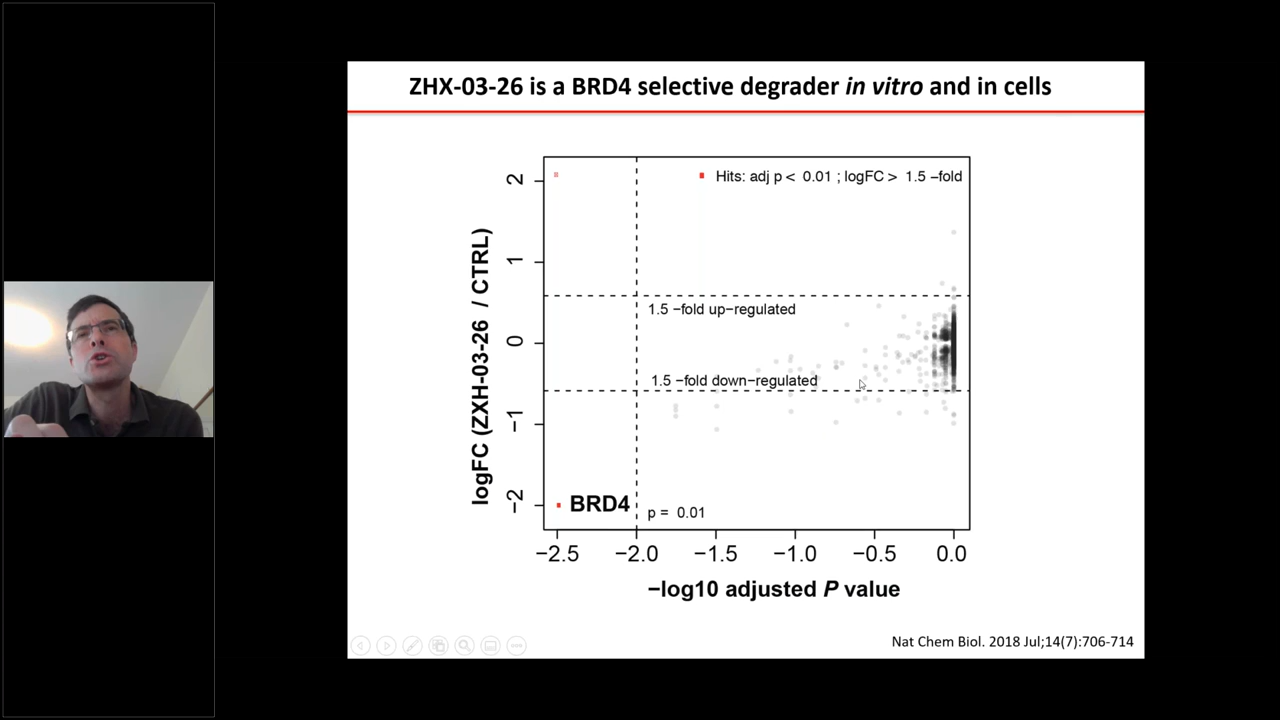 ZHX-03-26 is a BRD4 selective degrader in vitro and in cells
2
Hits: adj p < 0.01 ; logFC > 1.5 −fold
1
1.5 −fold up−regulated
0
1.5 −fold down−regulated
−1
−2
BRD4
p = 0.01
logFC (ZXH-03-26 / CTRL)
−2.5 −2.0 −1.5 −1.0 −0.5 0.0
−log10 adjusted P value
Nat Chem Biol. 2018 Jul;14(7):706-714